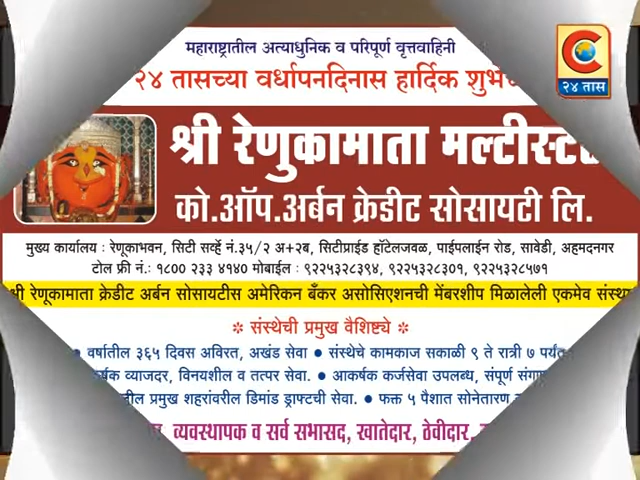 महाराष्ट्रातील अत्याधुनिक व परिपूर्ण वृत्तवाहिनी
२४ तासच्या वर्धापनदिनास हार्दिक
C
२४ तास
श्री रेणुकामाता
को.ऑप.अर्बन क्रेडीट सोसायटी लि.
मुख्य कार्यालय : रेणूकाभवन, सिटी सर्व्हे नं.३५/२ अ+२ब, सिटीप्राईड हॉटेलजवळ, पाईपलाईन रोड, सावेडी, अहमदनगर
टोल फ्री नं.: १८०० २३३ ४१४० मोबाईल : ९२२५३२८३९४, ९२२५३२८३०१, ९२२५३२८५७१
श्री रेणूकामाता क्रेडीट अर्बन सोसायटीस अमेरिकन बँकर असोसिएशनची मेंबरशीप मिळालेली एकमेव संस्था
❇ संस्थेची प्रमुख वैशिष्ट्ये ❇
• वर्षातील ३६५ दिवस अविरत, अखंड सेवा • संस्थेचे कामकाज सकाळी ९ ते रात्री ७ पर्यंत
व्याजदर, विनयशील व तत्पर सेवा. • आकर्षक कर्जसेवा उपलब्ध, संपूर्ण
प्रमुख शहरांवरील डिमांड ड्राफ्टची सेवा. • फक्त ५ पैशात सोनेतारण
व्यवस्थापक व सर्व सभासद, खातेदार, ठेवीदार,